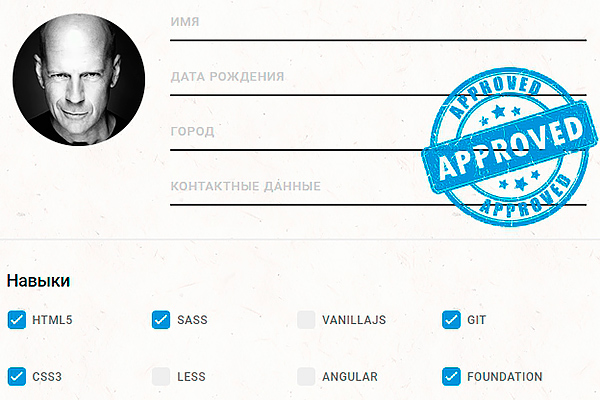 ИМЯ
ДАТА РОЖДЕНИЯ
ГОРОД
КОНТАКТНЫЕ ДАННЫЕ
APPROVED
APPROVED
APPROVED
Навыки
HTML5 SASS VANILLAJS GIT
CSS3 LESS ANGULAR FOUNDATION